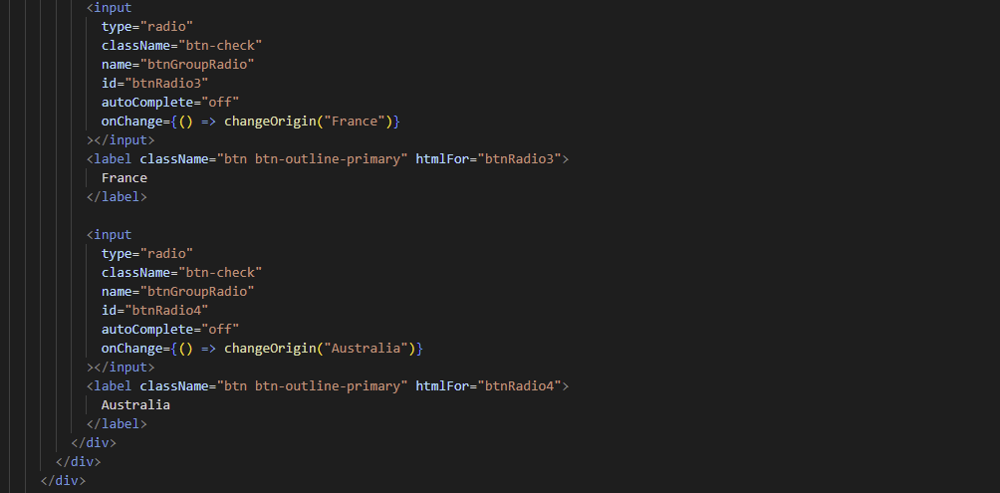 <input
type="radio"
className="btn-check"
name="btnGroupRadio"
id="btnRadio3"
autoComplete="off"
onChange={() => changeOrigin("France")}
></input>
<label className="btn btn-outline-primary" htmlFor="btnRadio3">
France
</label>
<input
type="radio"
className="btn-check"
name="btnGroupRadio"
id="btnRadio4"
autoComplete="off"
onChange={() => changeOrigin("Australia")}
></input>
<label className="btn btn-outline-primary" htmlFor="btnRadio4">
Australia
</label>
</div>
</div>
</div>